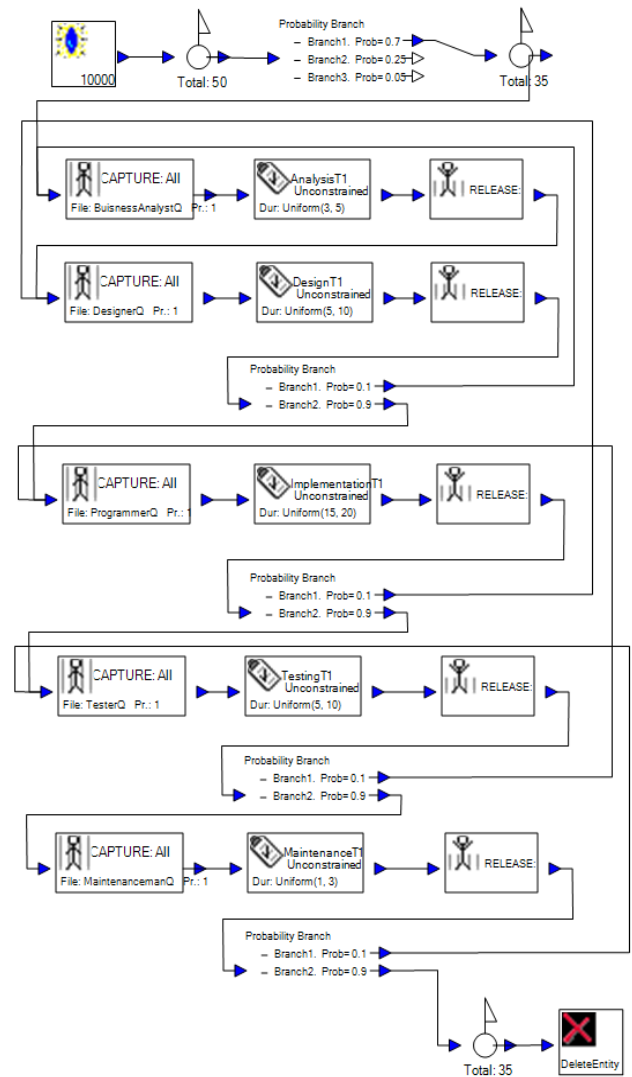 10000
Total: 50
Probability Branch
– Branch1. Prob= 0.7
– Branch2. Prob= 0.25
– Branch3. Prob= 0.05
Total: 35
CAPTURE: All
File: BuisnessAnalystQ Pr.: 1
AnalysisT1
Unconstrained
Dur: Uniform(3, 5)
RELEASE:
CAPTURE: All
File: DesignerQ Pr.: 1
DesignT1
Unconstrained
Dur: Uniform(5, 10)
RELEASE:
Probability Branch
– Branch1. Prob= 0.1
– Branch2. Prob= 0.9
CAPTURE: All
File: ProgrammerQ Pr.: 1
ImplementationT1
Unconstrained
Dur: Uniform(15, 20)
RELEASE:
Probability Branch
– Branch1. Prob= 0.1
– Branch2. Prob= 0.9
CAPTURE: All
File: TesterQ Pr.: 1
TestingT1
Unconstrained
Dur: Uniform(5, 10)
RELEASE:
Probability Branch
– Branch1. Prob= 0.1
– Branch2. Prob= 0.9
CAPTURE: All
File: MaintenancemanQ Pr.: 1
MaintenanceT1
Unconstrained
Dur: Uniform(1, 3)
RELEASE:
Probability Branch
– Branch1. Prob= 0.1
– Branch2. Prob= 0.9
Total: 35
DeleteEntity